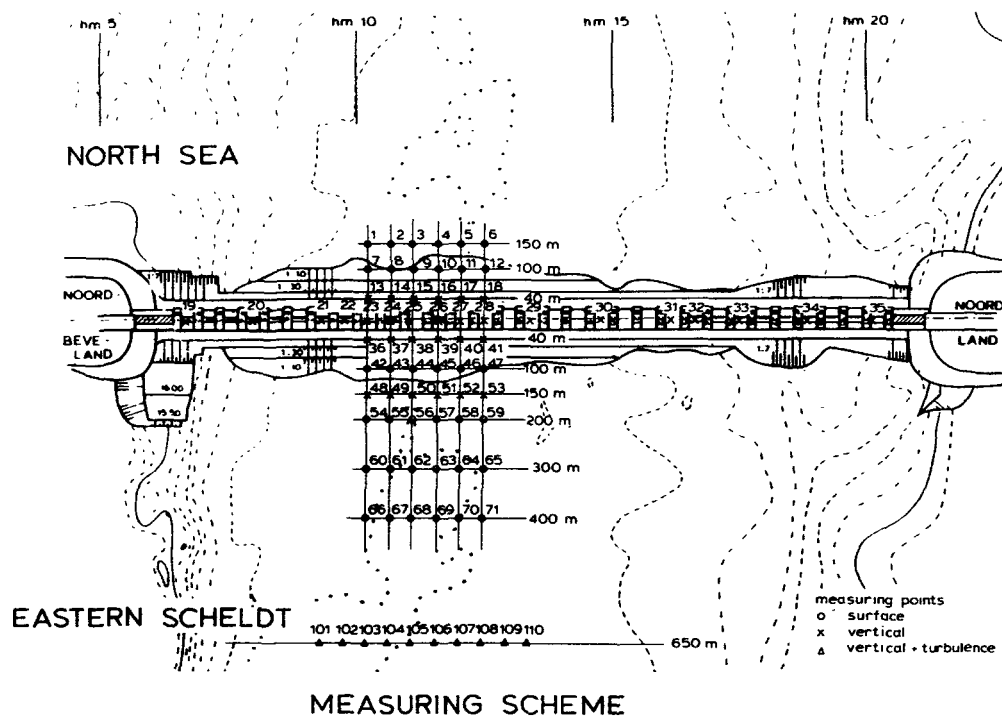 hm 5 hm 10 hm 15 hm 20
NORTH SEA
1 2 3 4 5 6 150 m
7 8 9 10 11 12 100 m
13 14 15 16 17 18 40 m
NOORD
BEVE
LAND
NOORD
LAND
19 20 21 22 23 29 30 31 32 33 34 35
40 m
36 37 38 39 40 41
42 43 44 45 46 47 100 m
48 49 50 51 52 53 150 m
54 55 56 57 58 59 200 m
60 61 62 63 64 65 300 m
66 67 68 69 70 71 400 m
1:7
EASTERN SCHELDT
101 102 103 104 105 106 107 108 109 110 650 m
measuring points
o surface
x vertical
▵ vertical + turbulence
MEASURING SCHEME